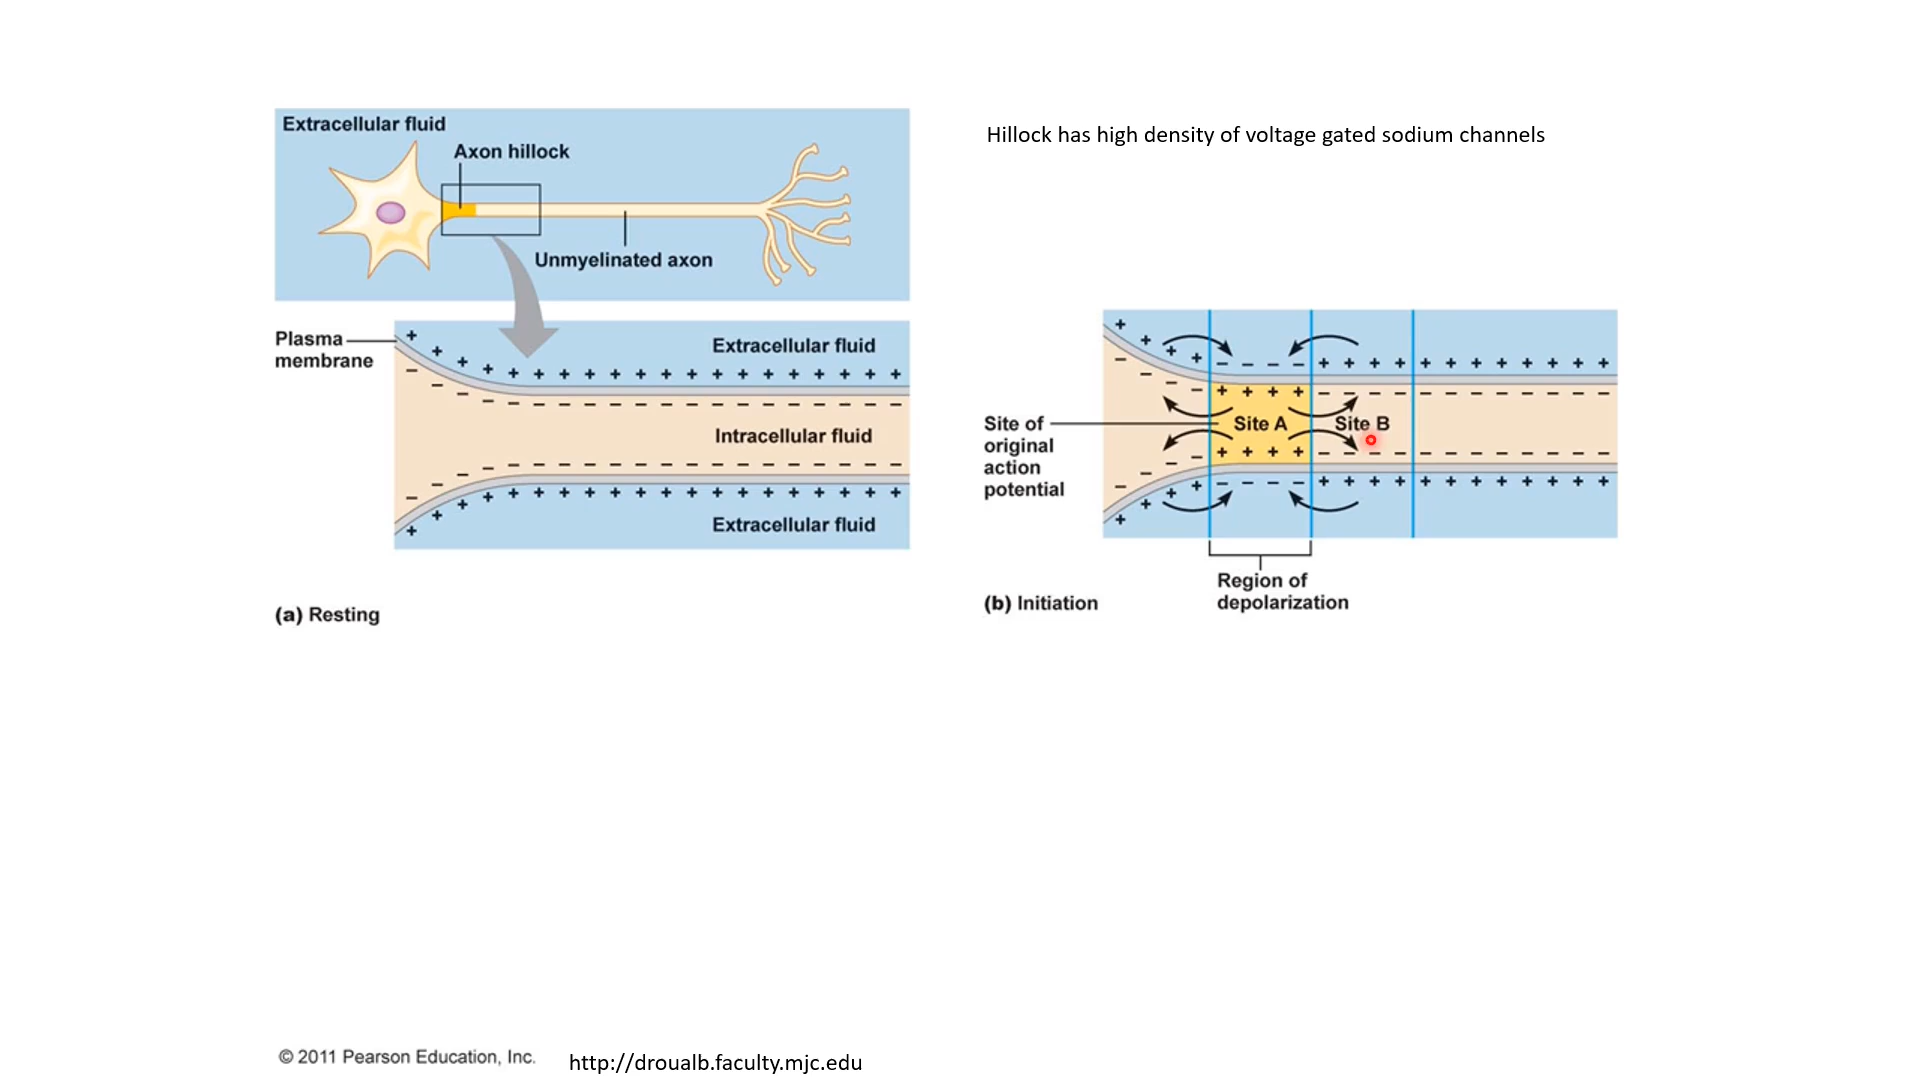 Extracellular fluid
Axon hillock
Unmyelinated axon
Plasma
membrane
Extracellular fluid
Intracellular fluid
Extracellular fluid
(a) Resting
Hillock has high density of voltage gated sodium channels
Site of
original
action
potential
Site A
Site B
Region of
depolarization
(b) Initiation
© 2011 Pearson Education, Inc.
http://droualb.faculty.mjc.edu